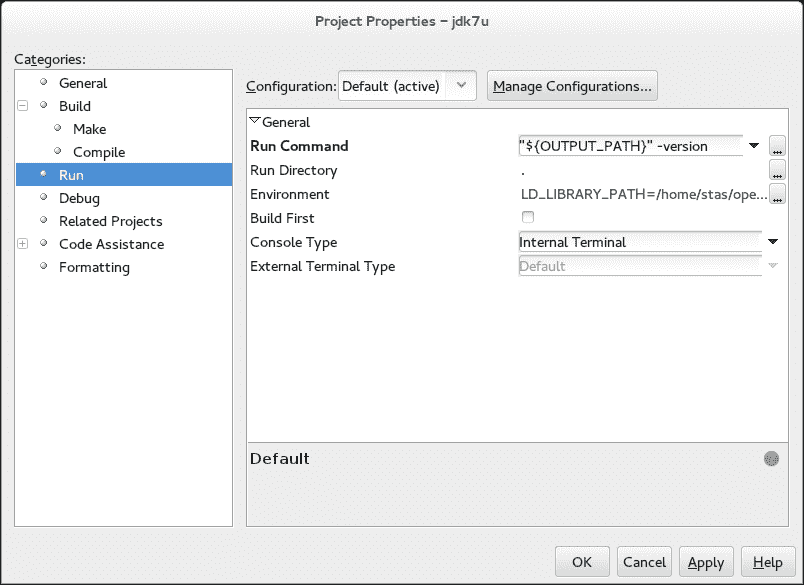 Project Properties – jdk7u
Categories:
General
Build
Make
Compile
Run
Debug
Related Projects
Code Assistance
Formatting
Configuration: Default (active) Manage Configurations...
General
Run Command "${OUTPUT_PATH}" -version ...
Run Directory . ...
Environment LD_LIBRARY_PATH=/home/stas/ope... ...
Build First
Console Type Internal Terminal
External Terminal Type Default
Default
OK Cancel Apply Help